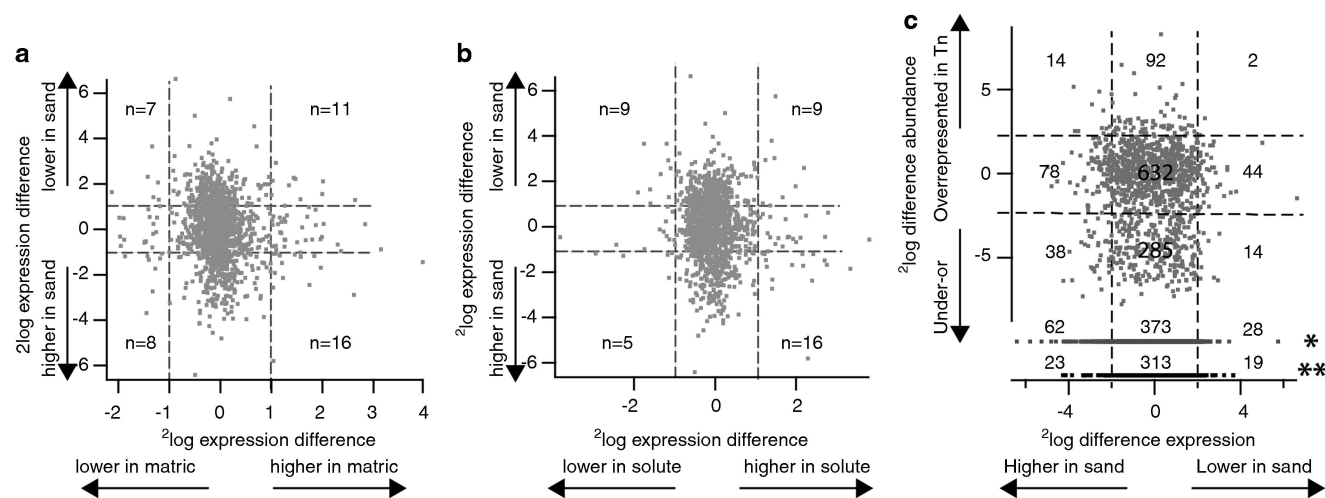 a
2log expression difference
lower in sand
higher in sand
6
4
2
0
-2
-4
-6
n=7
n=11
n=8
n=16
-2 -1 0 1 2 3 4
2log expression difference
lower in matric
higher in matric
b
2log expression difference
lower in sand
higher in sand
6
4
2
0
-2
-4
-6
n=9
n=9
n=5
n=16
-2 0 2
2log expression difference
lower in solute
higher in solute
c
Under-or Overrepresented in Tn
2log difference abundance
5
0
-5
14 92 2
78 632 44
38 285 14
62 373 28 *
23 313 19 **
-4 0 4
2log difference expression
Higher in sand
Lower in sand